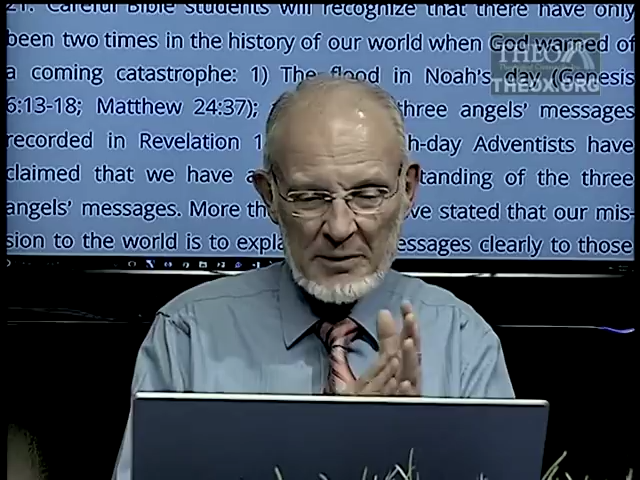 21. Careful Bible students will recognize that there have only
been two times in the history of our world when God warned of
a coming catastrophe: 1) The flood in Noah's day (Genesis
6:13-18; Matthew 24:37); three angels' messages
recorded in Revelation 1 h-day Adventists have
claimed that we have a tanding of the three
angels' messages. More th ve stated that our mis-
sion to the world is to expla essages clearly to those
THEO
THEOX.ORG